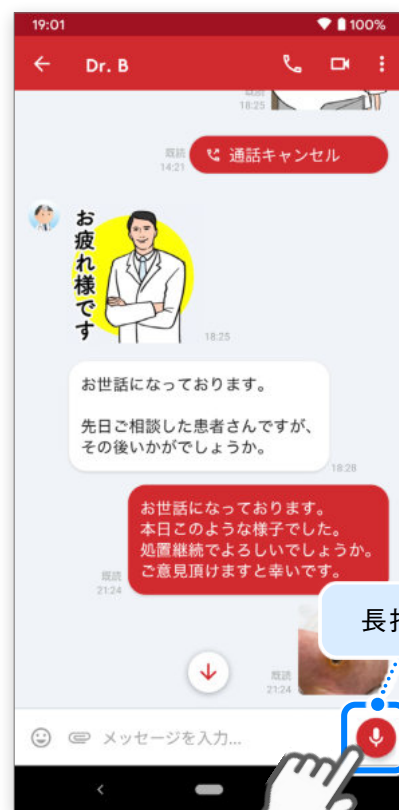 19:01
100%
Dr. B
18:25
既読
14:21
通話キャンセル
お疲れ様です
18:25
お世話になっております。
先日ご相談した患者さんですが、
その後いかがでしょうか。
18:28
お世話になっております。
本日このような様子でした。
処置継続でよろしいでしょうか。
ご意見頂けますと幸いです。
既読
21:24
長押
既読
21:24
メッセージを入力...